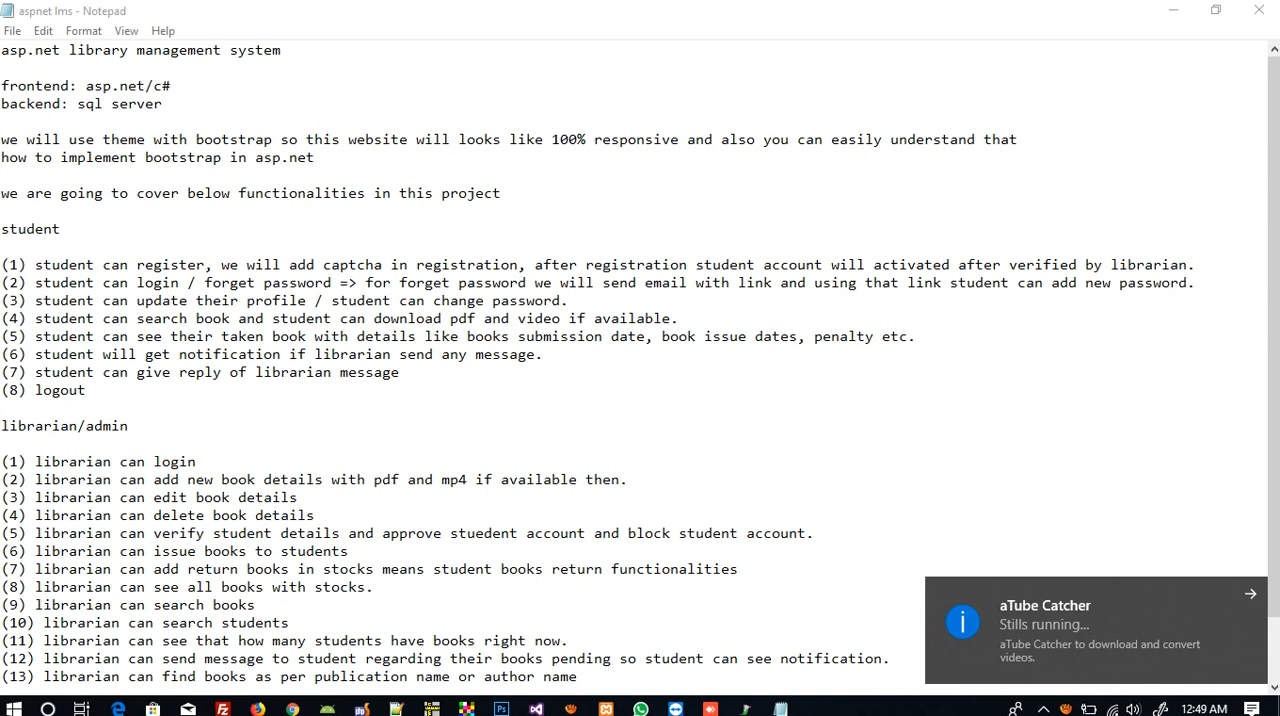 aspnet lms - Notepad
File Edit Format View Help
asp.net library management system
frontend: asp.net/c#
backend: sql server
we will use theme with bootstrap so this website will looks like 100% responsive and also you can easily understand that
how to implement bootstrap in asp.net
we are going to cover below functionalities in this project
student
(1) student can register, we will add captcha in registration, after registration student account will activated after verified by librarian.
(2) student can login / forget password => for forget password we will send email with link and using that link student can add new password.
(3) student can update their profile / student can change password.
(4) student can search book and student can download pdf and video if available.
(5) student can see their taken book with details like books submission date, book issue dates, penalty etc.
(6) student will get notification if librarian send any message.
(7) student can give reply of librarian message
(8) logout
librarian/admin
(1) librarian can login
(2) librarian can add new book details with pdf and mp4 if available then.
(3) librarian can edit book details
(4) librarian can delete book details
(5) librarian can verify student details and approve stuedent account and block student account.
(6) librarian can issue books to students
(7) librarian can add return books in stocks means student books return functionalities
(8) librarian can see all books with stocks.
(9) librarian can search books
(10) librarian can search students
(11) librarian can see that how many students have books right now.
(12) librarian can send message to student regarding their books pending so student can see notification.
(13) librarian can find books as per publication name or author name
aTube Catcher
Stills running...
aTube Catcher to download and convert
videos.
12:49 AM